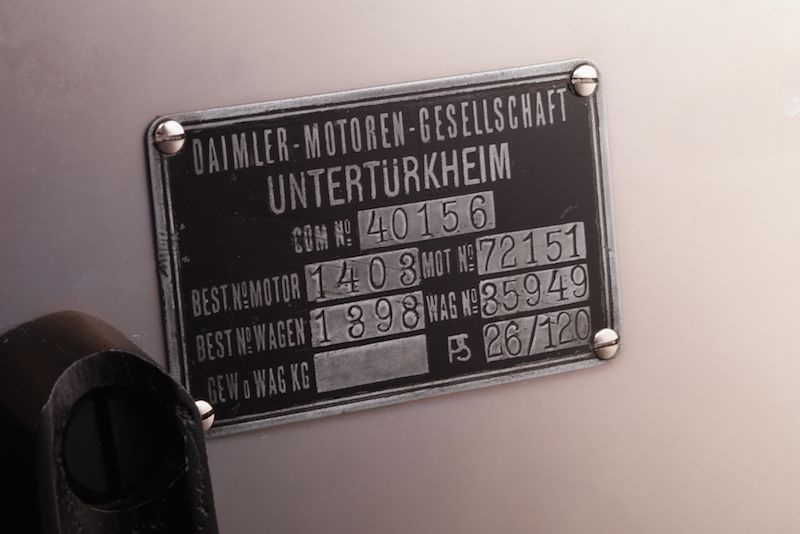 DAIMLER-MOTOREN-GESELLSCHAFT
UNTERTÜRKHEIM
COM Nº 40156
BEST.Nº MOTOR 1403 MOT Nº 72151
BEST Nº WAGEN 1398 WAG Nº 35949
GEW D WAG KG PS 26/120